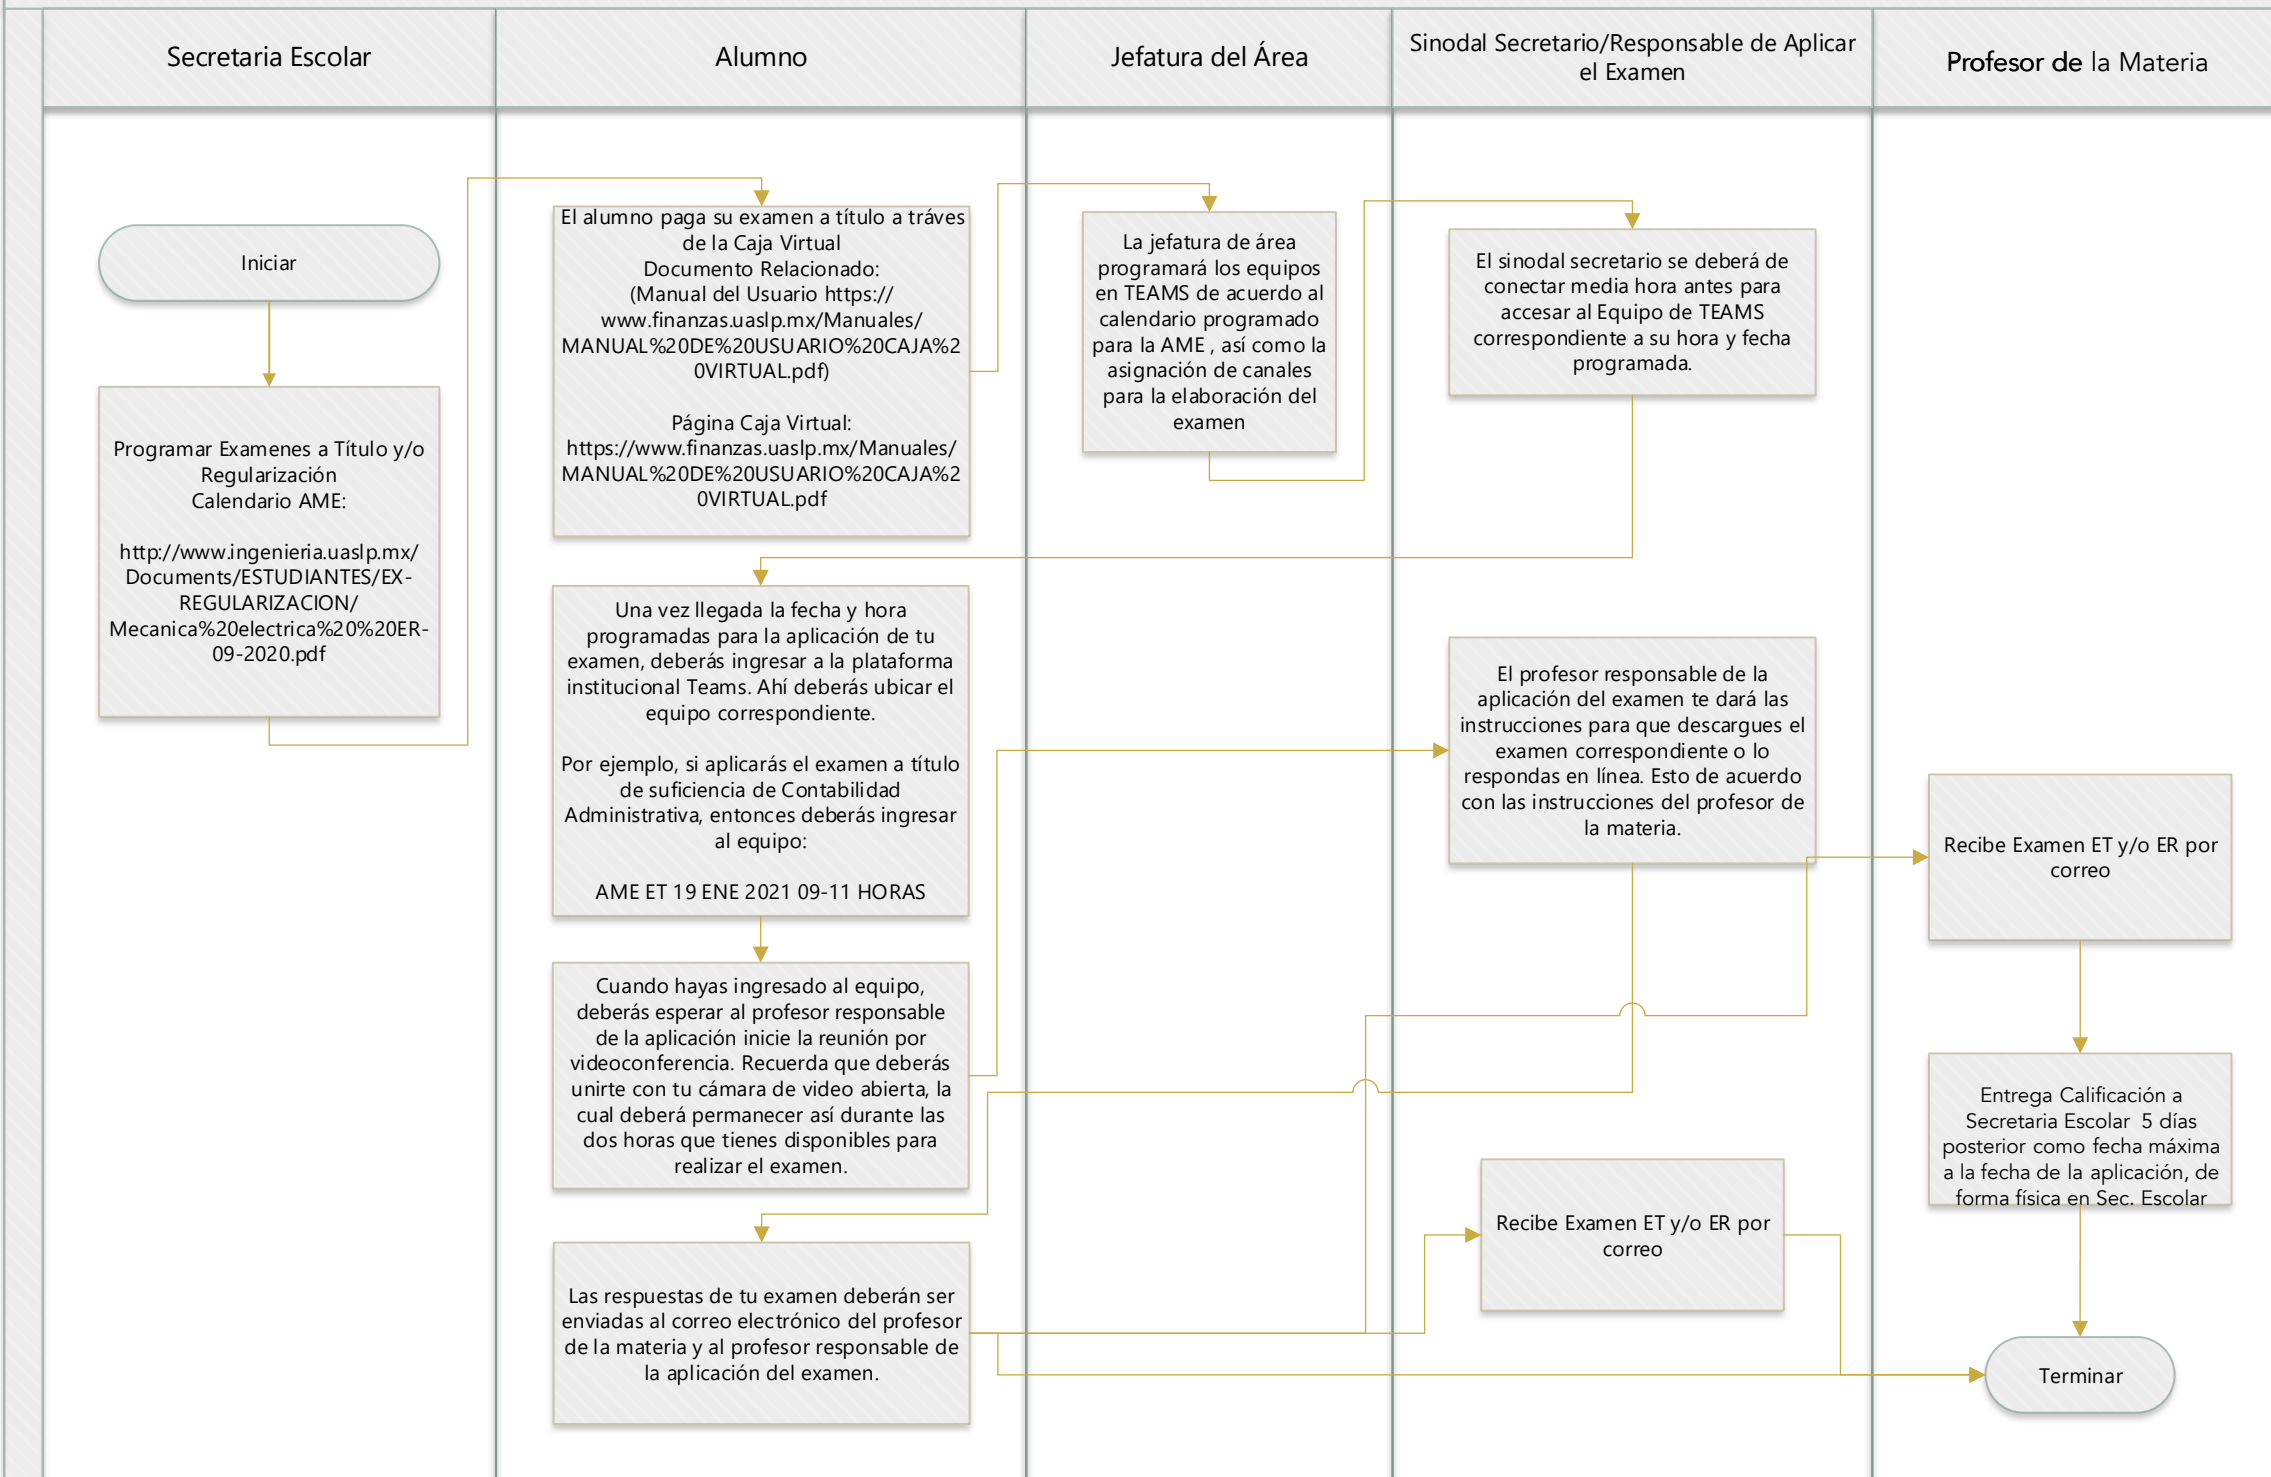 Secretaria Escolar
Alumno
Jefatura del Área
Sinodal Secretario/Responsable de Aplicar
el Examen
Profesor de la Materia
Iniciar
Programar Examenes a Título y/o
Regularización
Calendario AME:
http://www.ingenieria.uaslp.mx/
Documents/ESTUDIANTES/EX-
REGULARIZACION/
Mecanica%20electrica%20%20ER-
09-2020.pdf
El alumno paga su examen a título a tráves
de la Caja Virtual
Documento Relacionado:
(Manual del Usuario https://
www.finanzas.uaslp.mx/Manuales/
MANUAL%20DE%20USUARIO%20CAJA%2
0VIRTUAL.pdf)
Página Caja Virtual:
https://www.finanzas.uaslp.mx/Manuales/
MANUAL%20DE%20USUARIO%20CAJA%2
0VIRTUAL.pdf
La jefatura de área
programará los equipos
en TEAMS de acuerdo al
calendario programado
para la AME , así como la
asignación de canales
para la elaboración del
examen
El sinodal secretario se deberá de
conectar media hora antes para
accesar al Equipo de TEAMS
correspondiente a su hora y fecha
programada.
Una vez llegada la fecha y hora
programadas para la aplicación de tu
examen, deberás ingresar a la plataforma
institucional Teams. Ahí deberás ubicar el
equipo correspondiente.
Por ejemplo, si aplicarás el examen a título
de suficiencia de Contabilidad
Administrativa, entonces deberás ingresar
al equipo:
AME ET 19 ENE 2021 09-11 HORAS
Cuando hayas ingresado al equipo,
deberás esperar al profesor responsable
de la aplicación inicie la reunión por
videoconferencia. Recuerda que deberás
unirte con tu cámara de video abierta, la
cual deberá permanecer así durante las
dos horas que tienes disponibles para
realizar el examen.
El profesor responsable de la
aplicación del examen te dará las
instrucciones para que descargues el
examen correspondiente o lo
respondas en línea. Esto de acuerdo
con las instrucciones del profesor de
la materia.
Las respuestas de tu examen deberán ser
enviadas al correo electrónico del profesor
de la materia y al profesor responsable de
la aplicación del examen.
Recibe Examen ET y/o ER por
correo
Recibe Examen ET y/o ER por
correo
Entrega Calificación a
Secretaria Escolar  5 días
posterior como fecha máxima
a la fecha de la aplicación, de
forma física en Sec. Escolar
Terminar